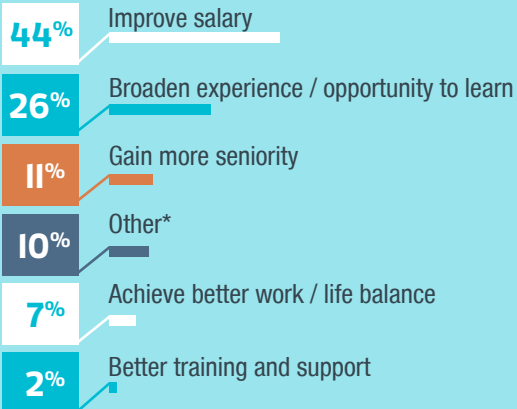 44% Improve salary
26% Broaden experience / opportunity to learn
11% Gain more seniority
10% Other*
7% Achieve better work / life balance
2% Better training and support